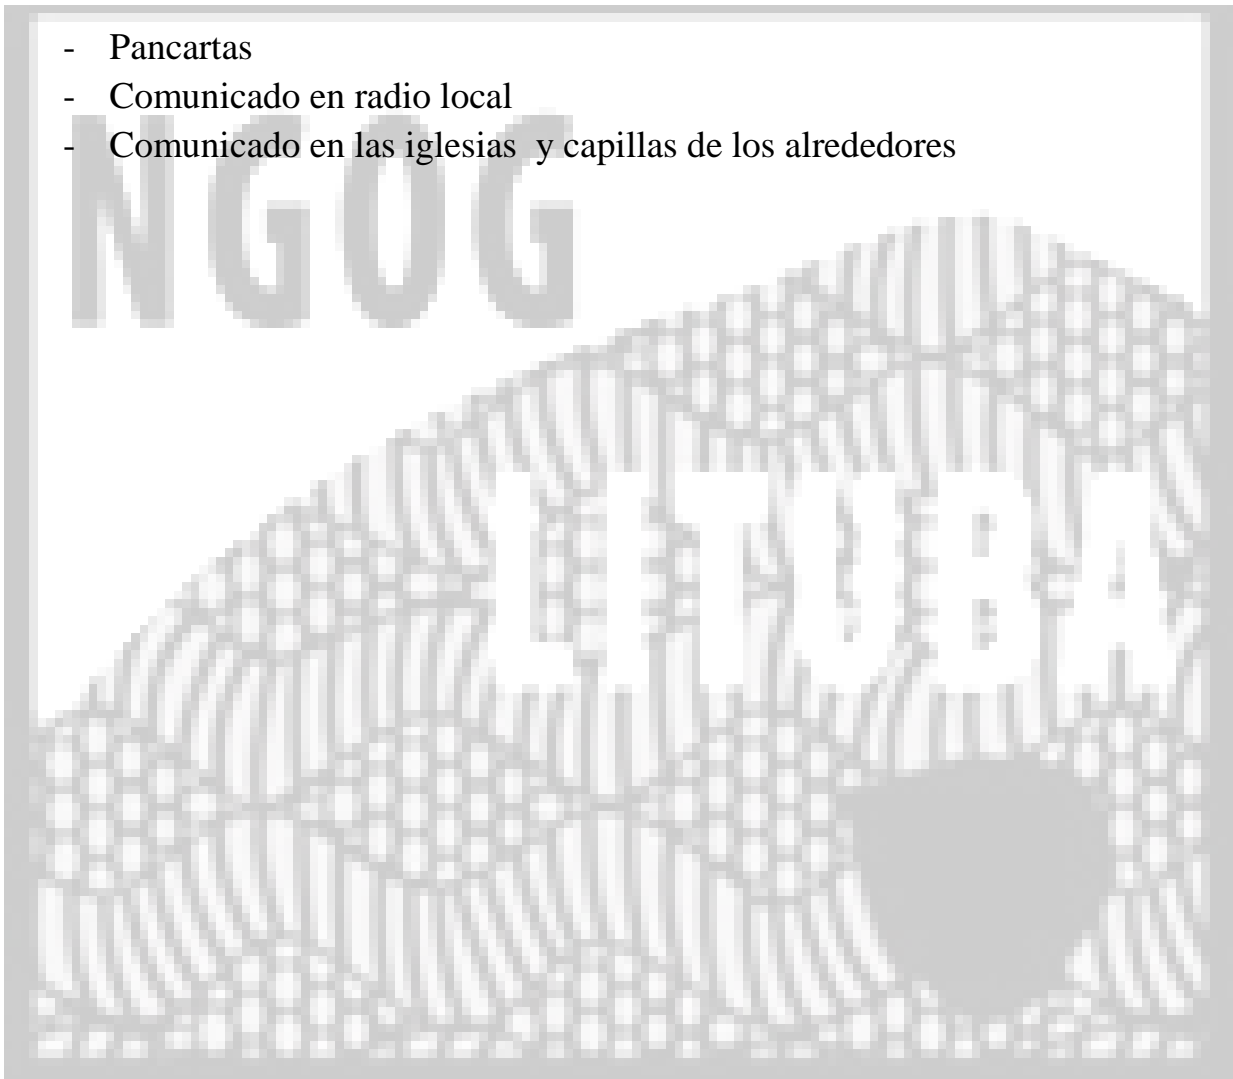 - Pancartas
- Comunicado en radio local
- Comunicado en las iglesias  y capillas de los alrededores
NGOG
LITUBA